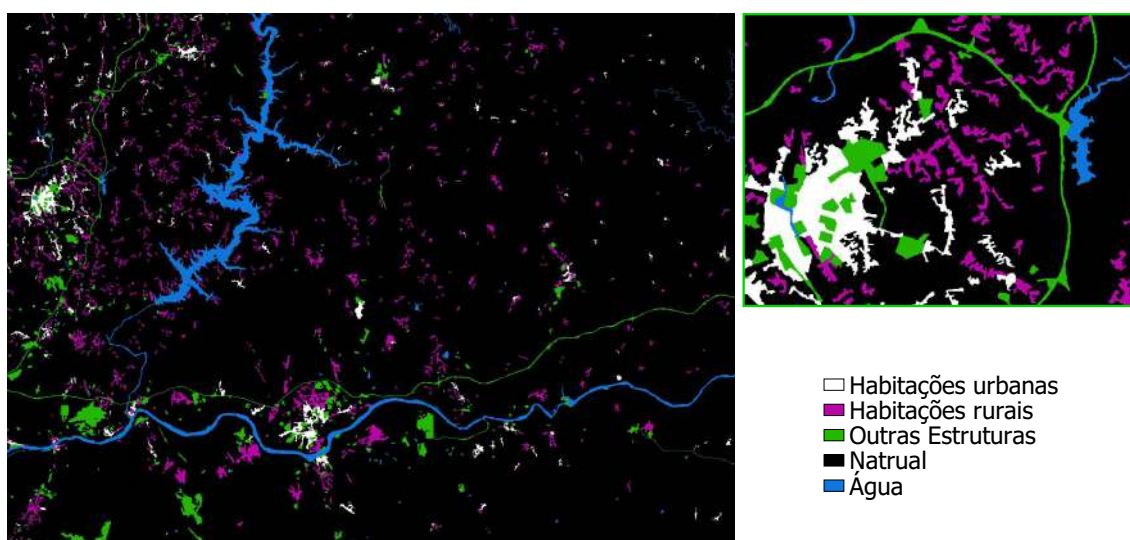 Habitações urbanas
Habitações rurais
Outras Estruturas
Natrual
Água